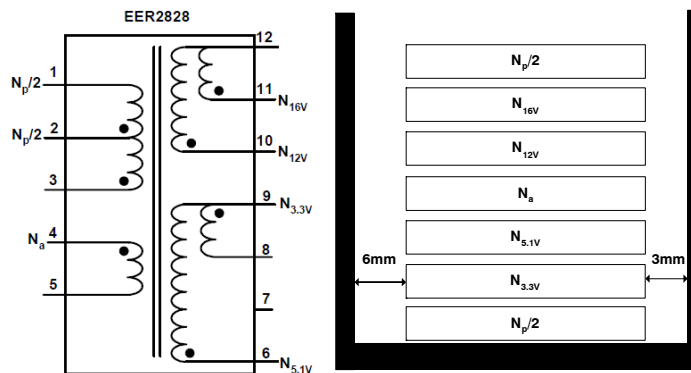 EER2828
1
Np/2
2
Np/2
3
4
Na
5
12
11
N16V
10
N12V
9
N3.3V
8
7
6
N5.1V
Np/2
N16V
N12V
Na
N5.1V
6mm
3mm
N3.3V
Np/2